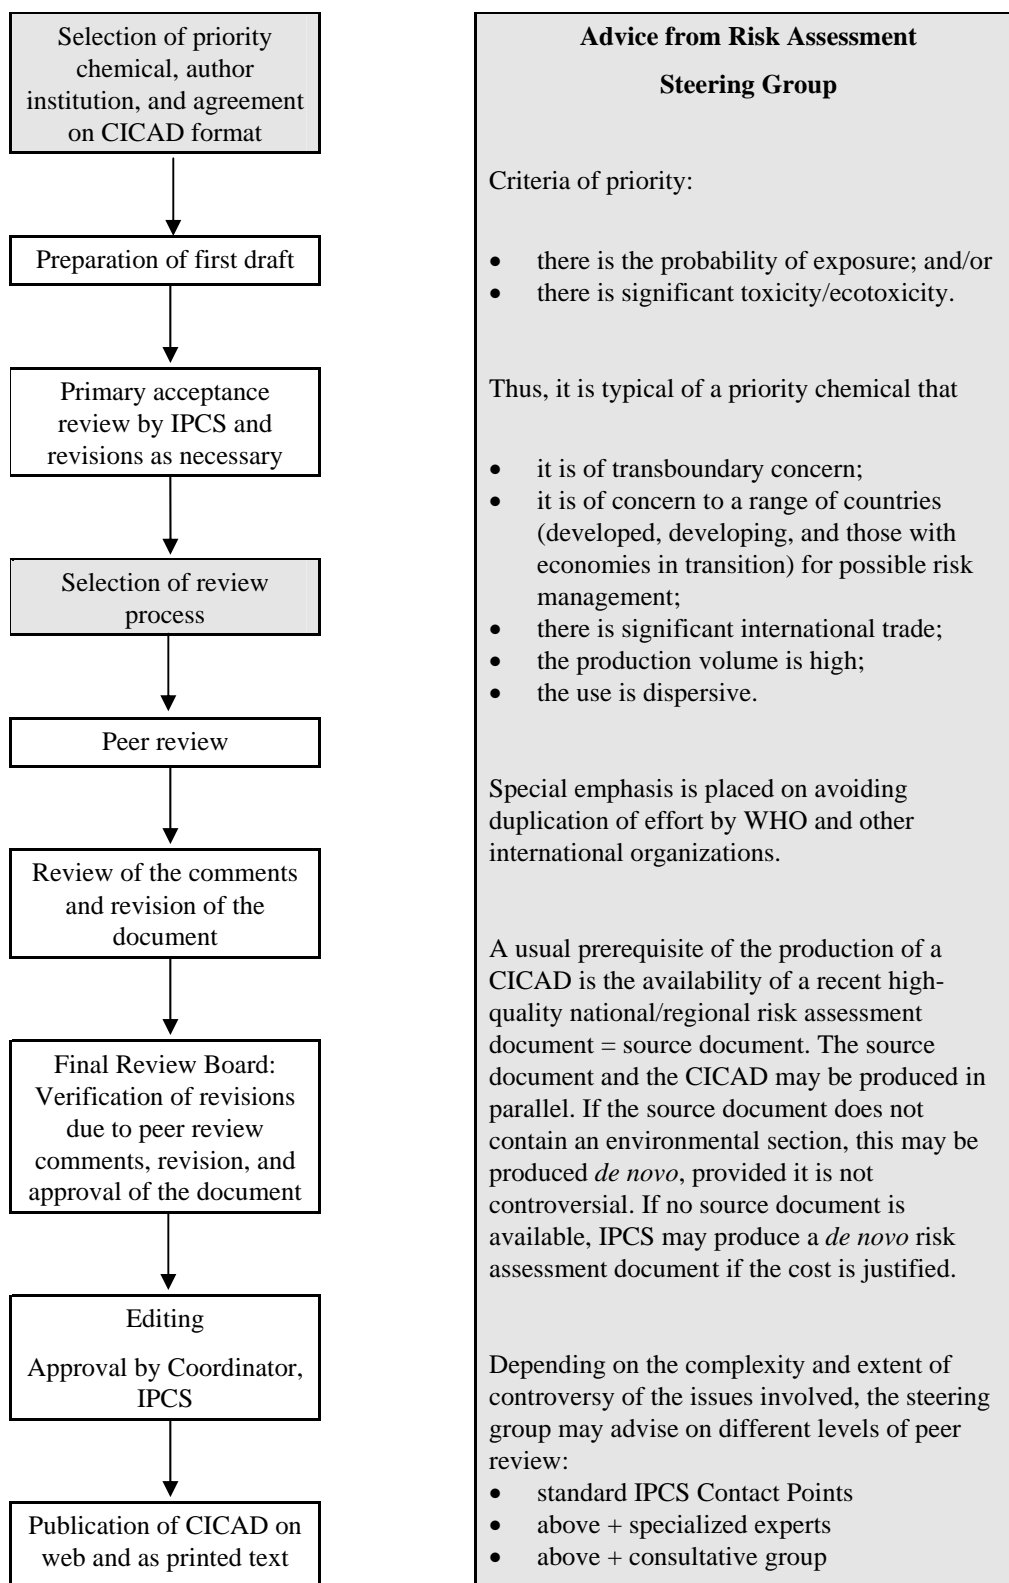 Selection of priority
chemical, author
institution, and agreement
on CICAD format
Preparation of first draft
Primary acceptance
review by IPCS and
revisions as necessary
Selection of review
process
Peer review
Review of the comments
and revision of the
document
Final Review Board:
Verification of revisions
due to peer review
comments, revision, and
approval of the document
Editing
Approval by Coordinator,
IPCS
Publication of CICAD on
web and as printed text
Advice from Risk Assessment
Steering Group
Criteria of priority:
• there is the probability of exposure; and/or
• there is significant toxicity/ecotoxicity.
Thus, it is typical of a priority chemical that
• it is of transboundary concern;
• it is of concern to a range of countries
(developed, developing, and those with
economies in transition) for possible risk
management;
• there is significant international trade;
• the production volume is high;
• the use is dispersive.
Special emphasis is placed on avoiding
duplication of effort by WHO and other
international organizations.
A usual prerequisite of the production of a
CICAD is the availability of a recent high-
quality national/regional risk assessment
document = source document. The source
document and the CICAD may be produced in
parallel. If the source document does not
contain an environmental section, this may be
produced de novo, provided it is not
controversial. If no source document is
available, IPCS may produce a de novo risk
assessment document if the cost is justified.
Depending on the complexity and extent of
controversy of the issues involved, the steering
group may advise on different levels of peer
review:
• standard IPCS Contact Points
• above + specialized experts
• above + consultative group